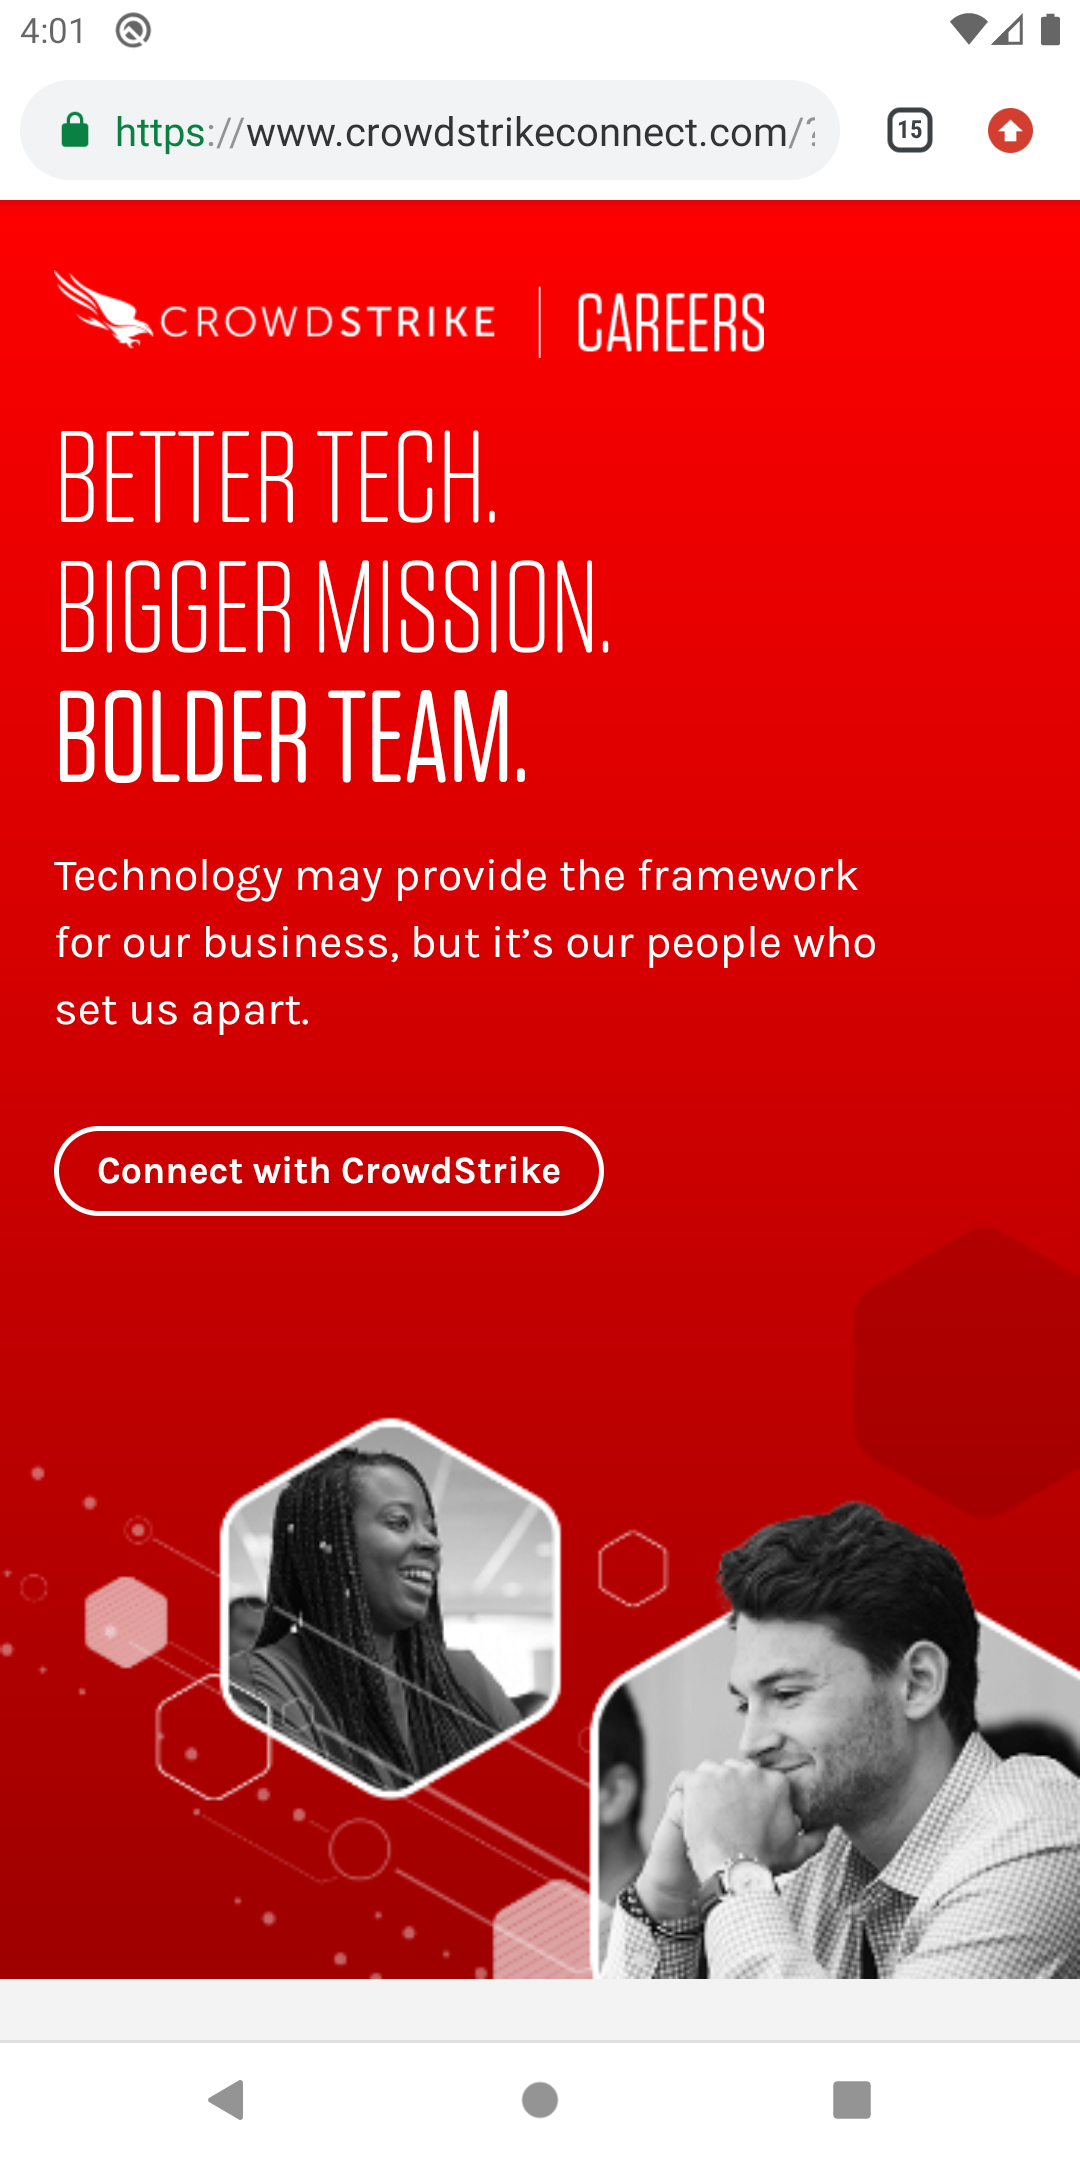 4:01
https://www.crowdstrikeconnect.com/?
15
CROWDSTRIKE | CAREERS
BETTER TECH.
BIGGER MISSION.
BOLDER TEAM.
Technology may provide the framework
for our business, but it’s our people who
set us apart.
Connect with CrowdStrike